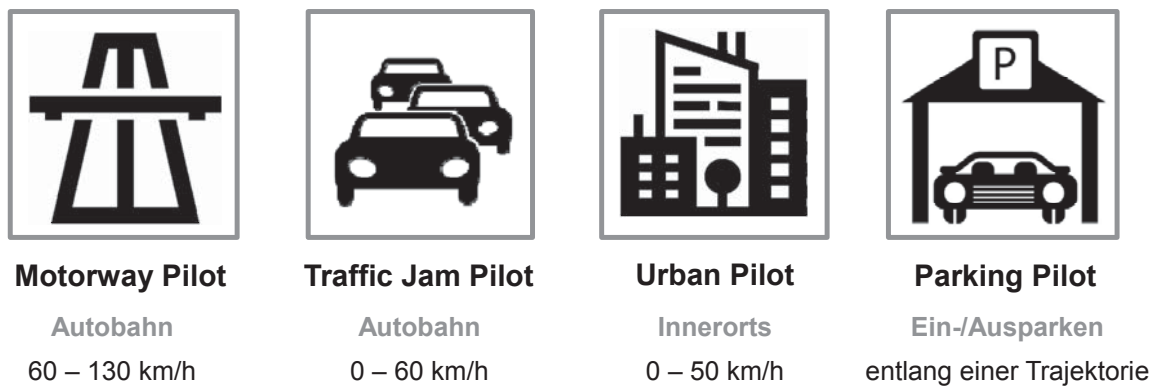 P
Motorway Pilot
Autobahn
60 – 130 km/h
Traffic Jam Pilot
Autobahn
0 – 60 km/h
Urban Pilot
Innerorts
0 – 50 km/h
Parking Pilot
Ein-/Ausparken
entlang einer Trajektorie